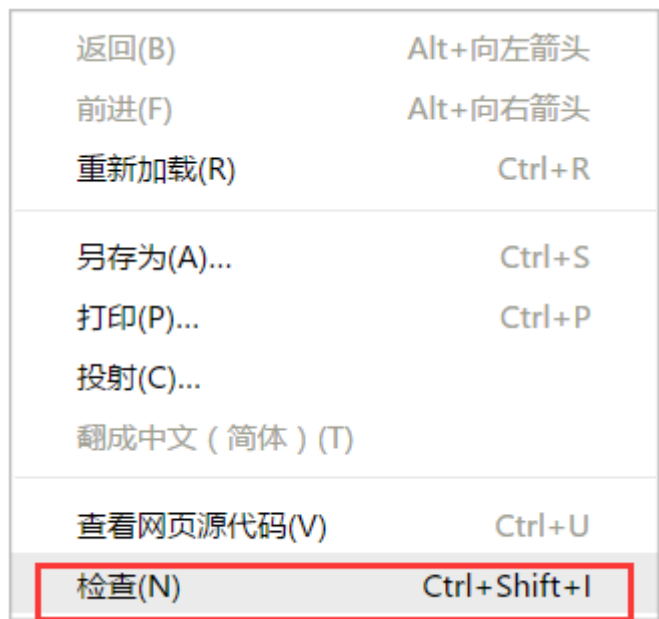 返回(B) Alt+向左箭头
前进(F) Alt+向右箭头
重新加载(R) Ctrl+R
另存为(A)... Ctrl+S
打印(P)... Ctrl+P
投射(C)...
翻成中文（简体）(T)
查看网页源代码(V) Ctrl+U
检查(N) Ctrl+Shift+I